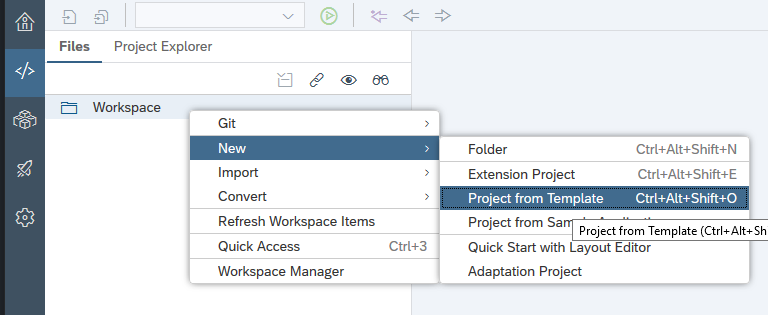 Files Project Explorer
Workspace
Git
New
Import
Convert
Refresh Workspace Items
Quick Access Ctrl+3
Workspace Manager
Folder Ctrl+Alt+Shift+N
Extension Project Ctrl+Alt+Shift+E
Project from Template Ctrl+Alt+Shift+O
Project from Sample
Project from Template (Ctrl+Alt+Sh
Quick Start with Layout Editor
Adaptation Project